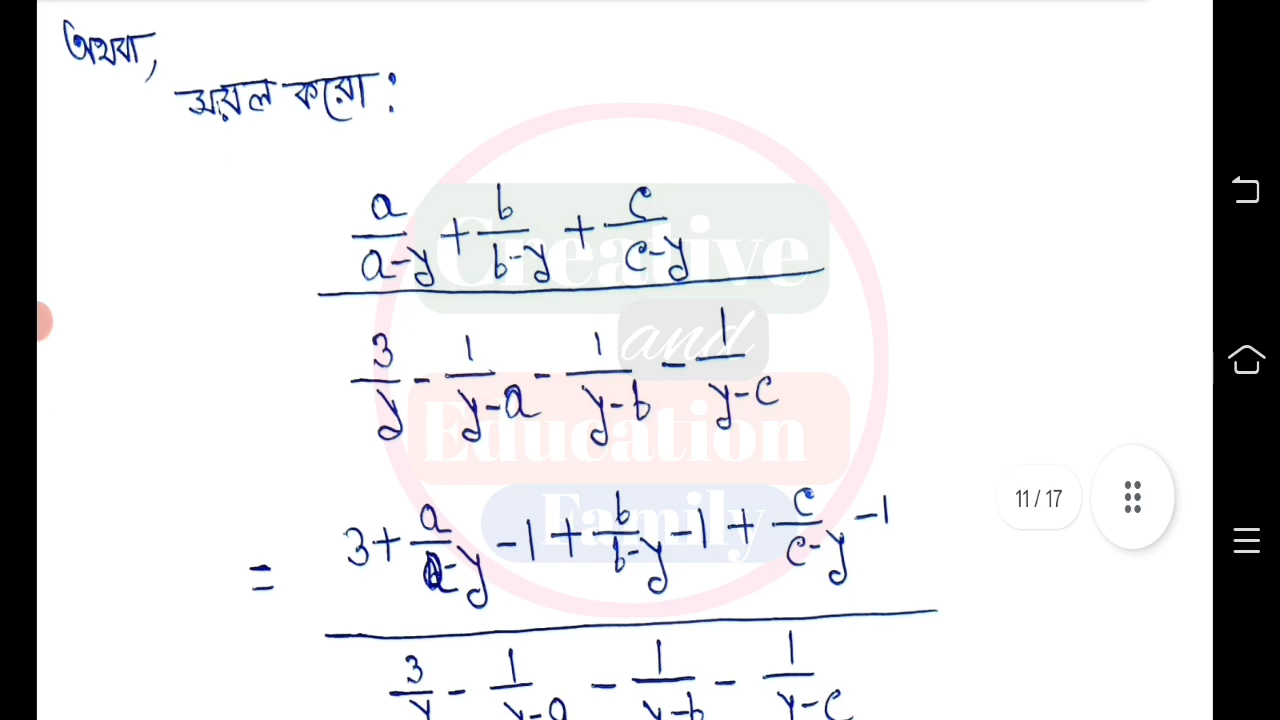 অথবা,
সরল করো :
a/(a-y) + b/(b-y) + c/(c-y)
3/y - 1/(y-a) - 1/(y-b) - 1/(y-c)
= 3 + a/(a-y) - 1 + b/(b-y) - 1 + c/(c-y) - 1
3/y - 1/(y-a) - 1/(y-b) - 1/(y-c)
Creative
and
Education
Family
11 / 17